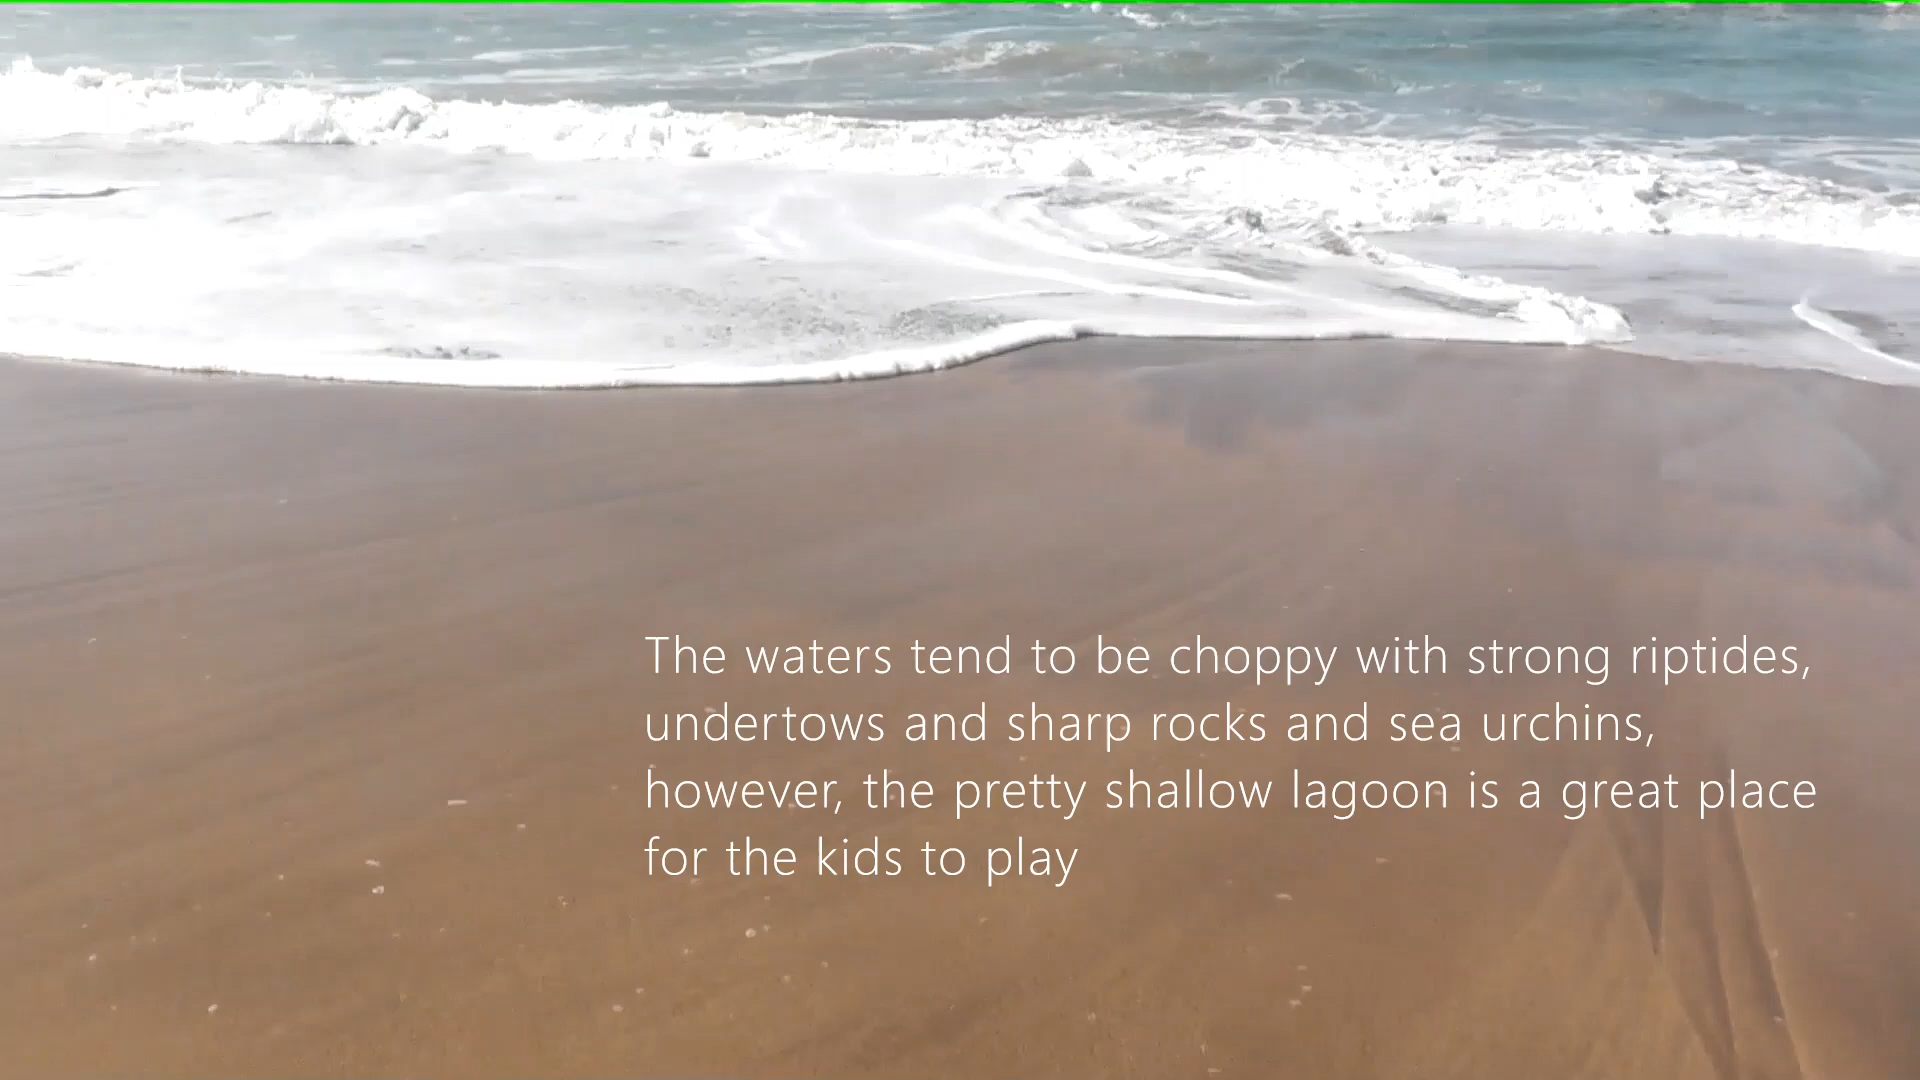 The waters tend to be choppy with strong riptides,
undertows and sharp rocks and sea urchins,
however, the pretty shallow lagoon is a great place
for the kids to play